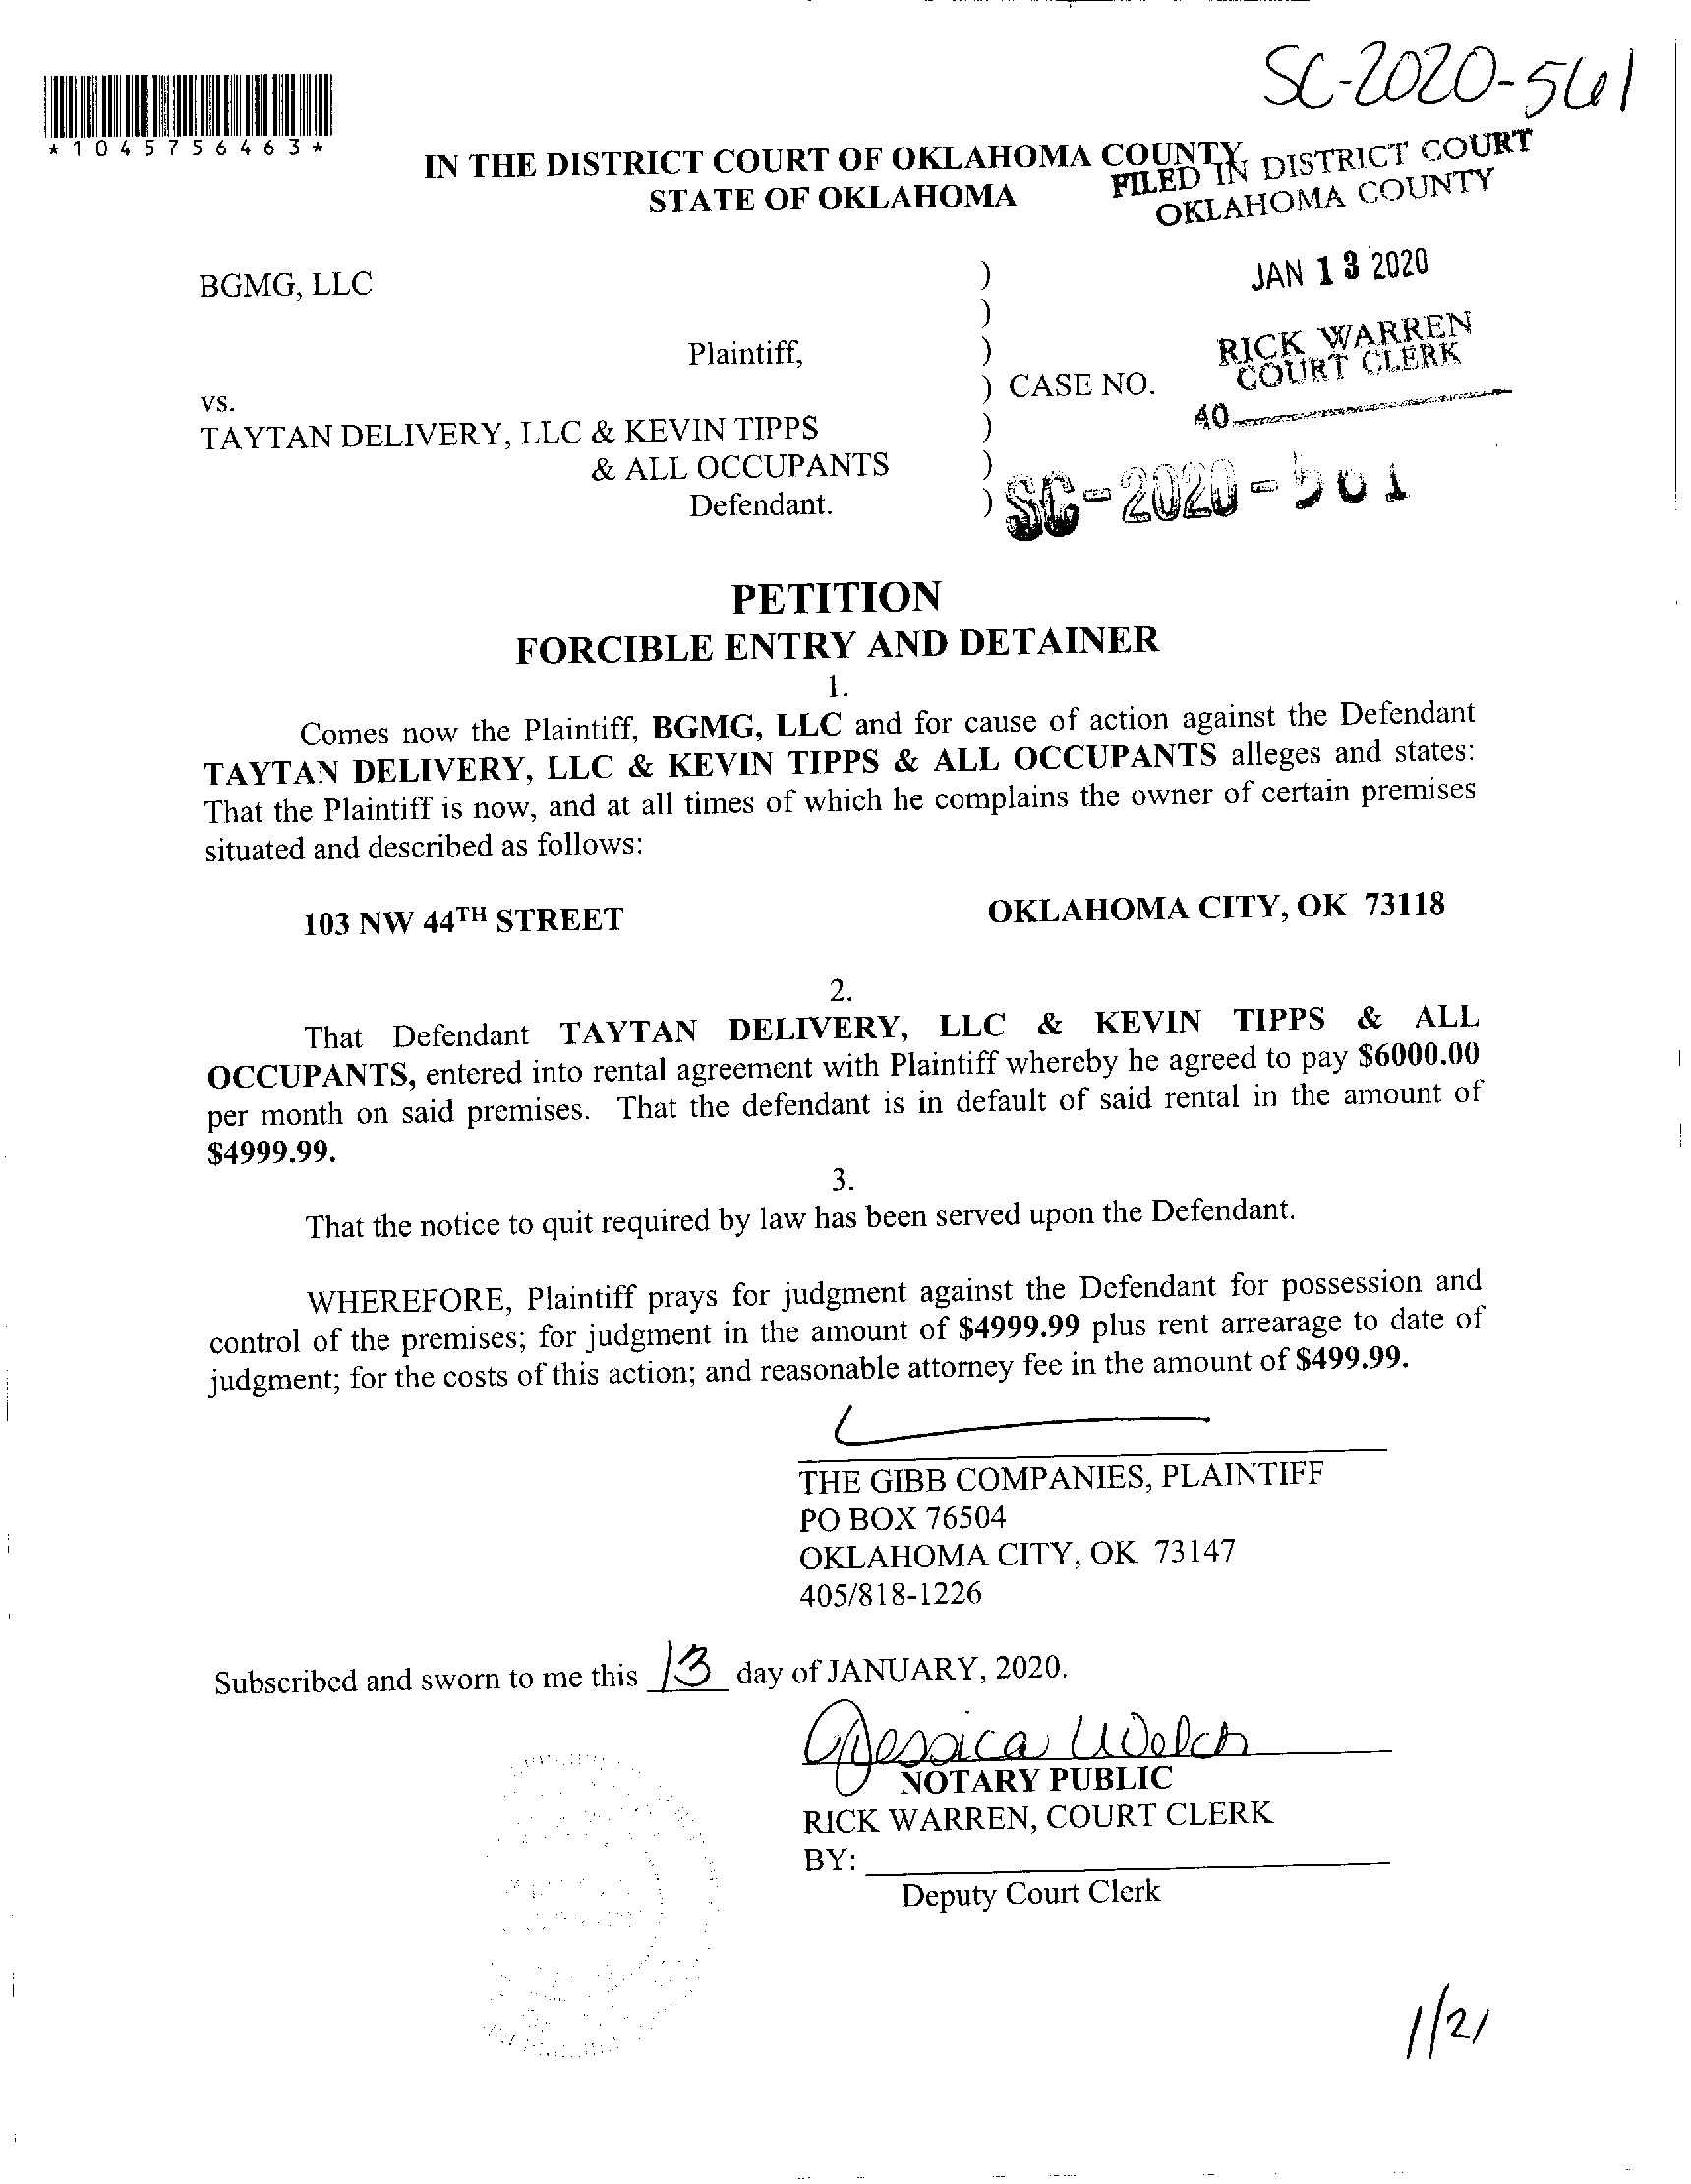 SC-2020-561
*1045756463*
IN THE DISTRICT COURT OF OKLAHOMA COUNTY
STATE OF OKLAHOMA
FILED IN DISTRICT COURT
OKLAHOMA COUNTY
JAN 13 2020
RICK WARREN
COURT CLERK
40
BGMG, LLC )
)
Plaintiff, )
) CASE NO.
vs.
TAYTAN DELIVERY, LLC & KEVIN TIPPS )
& ALL OCCUPANTS )
Defendant. ) SC-2020-561
PETITION
FORCIBLE ENTRY AND DETAINER
1.
Comes now the Plaintiff, BGMG, LLC and for cause of action against the Defendant
TAYTAN DELIVERY, LLC & KEVIN TIPPS & ALL OCCUPANTS alleges and states:
That the Plaintiff is now, and at all times of which he complains the owner of certain premises
situated and described as follows:
103 NW 44TH STREET OKLAHOMA CITY, OK 73118
2.
That Defendant TAYTAN DELIVERY, LLC & KEVIN TIPPS & ALL
OCCUPANTS, entered into rental agreement with Plaintiff whereby he agreed to pay $6000.00
per month on said premises. That the defendant is in default of said rental in the amount of
$4999.99.
3.
That the notice to quit required by law has been served upon the Defendant.
WHEREFORE, Plaintiff prays for judgment against the Defendant for possession and
control of the premises; for judgment in the amount of $4999.99 plus rent arrearage to date of
judgment; for the costs of this action; and reasonable attorney fee in the amount of $499.99.
THE GIBB COMPANIES, PLAINTIFF
PO BOX 76504
OKLAHOMA CITY, OK 73147
405/818-1226
Subscribed and sworn to me this 13 day of JANUARY, 2020.
Jessica Welch
NOTARY PUBLIC
RICK WARREN, COURT CLERK
BY:
Deputy Court Clerk
1/21